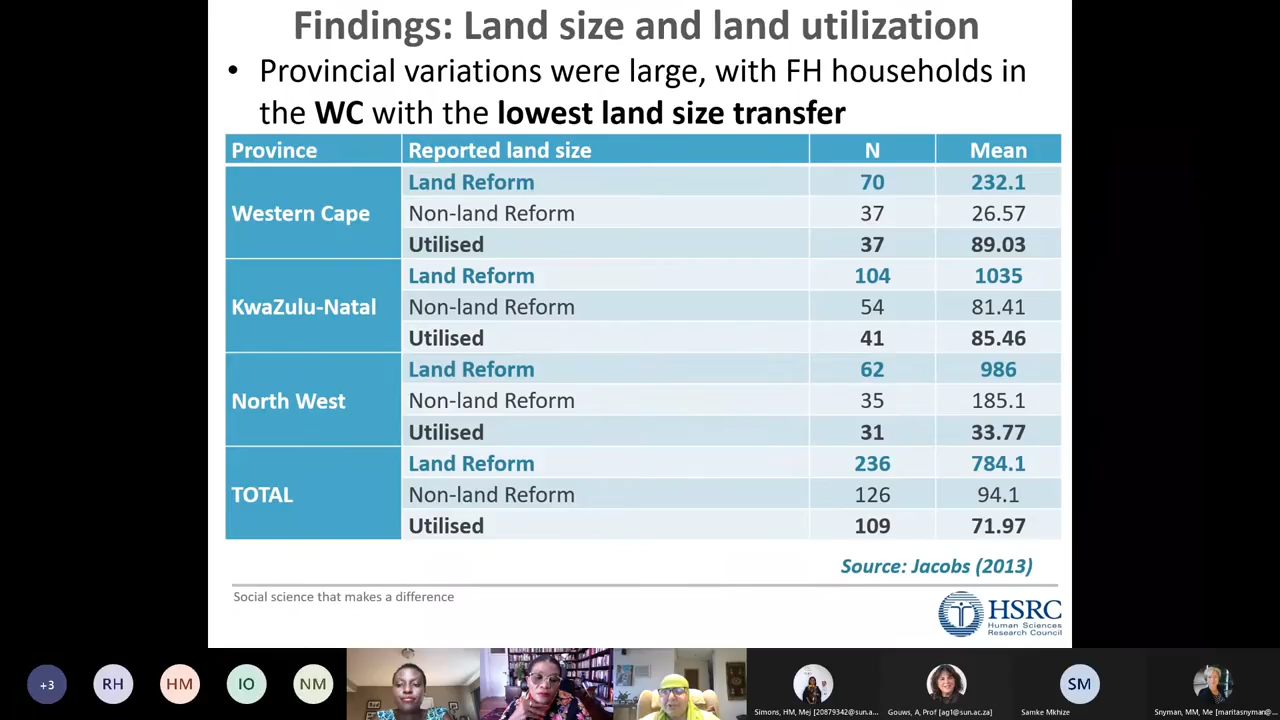 Findings: Land size and land utilization
• Provincial variations were large, with FH households in
the WC with the lowest land size transfer
Province Reported land size N Mean
Western Cape
Land Reform 70 232.1
Non-land Reform 37 26.57
Utilised 37 89.03
KwaZulu-Natal
Land Reform 104 1035
Non-land Reform 54 81.41
Utilised 41 85.46
North West
Land Reform 62 986
Non-land Reform 35 185.1
Utilised 31 33.77
TOTAL
Land Reform 236 784.1
Non-land Reform 126 94.1
Utilised 109 71.97
Source: Jacobs (2013)
Social science that makes a difference
HSRC
Human Sciences
Research Council
+3 RH HM IO NM SM
Simons, HM, Mej [20879342@sun.a... Gouws, A, Prof [ag1@sun.ac.za] Samke Mkhize Snyman, MM, Me [maritasnyman@...